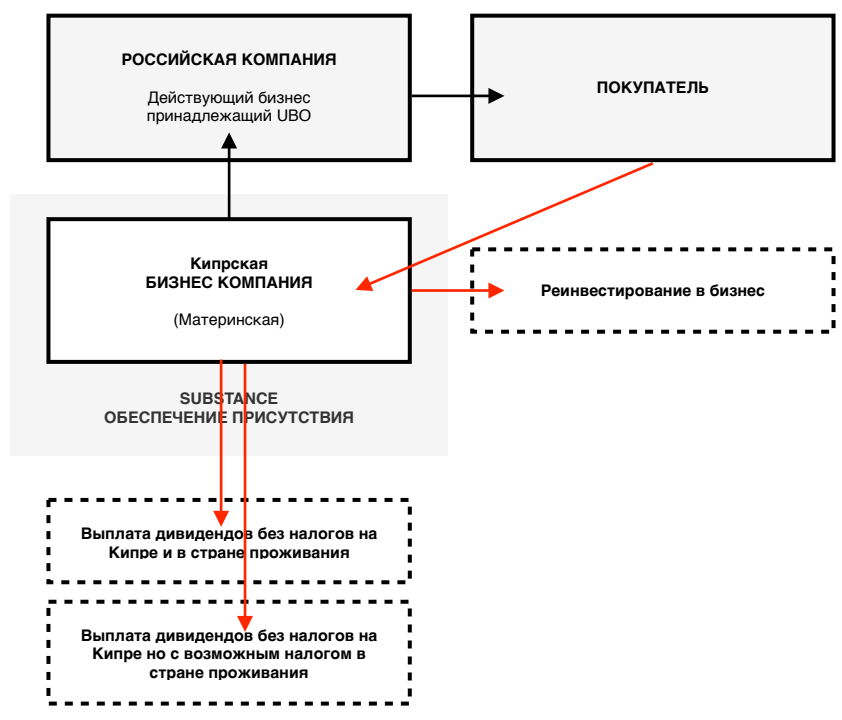 РОССИЙСКАЯ КОМПАНИЯ
Действующий бизнес
принадлежащий UBO
ПОКУПАТЕЛЬ
Кипрская
БИЗНЕС КОМПАНИЯ
(Материнская)
Реинвестирование в бизнес
SUBSTANCE
ОБЕСПЕЧЕНИЕ ПРИСУТСТВИЯ
Выплата дивидендов без налогов на
Кипре и в стране проживания
Выплата дивидендов без налогов на
Кипре но с возможным налогом в
стране проживания